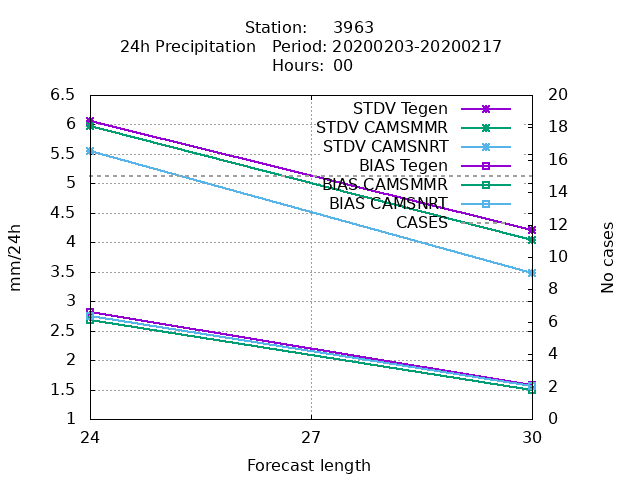 Station: 3963
24h Precipitation Period: 20200203-20200217
Hours: 00
6.5
6
5.5
5
4.5
4
3.5
3
2.5
2
1.5
1
mm/24h
STDV Tegen
STDV CAMSMMR
STDV CAMSNRT
BIAS Tegen
BIAS CAMSMMR
BIAS CAMSNRT
CASES
20
18
16
14
12
10
8
6
4
2
0
No cases
24
27
30
Forecast length